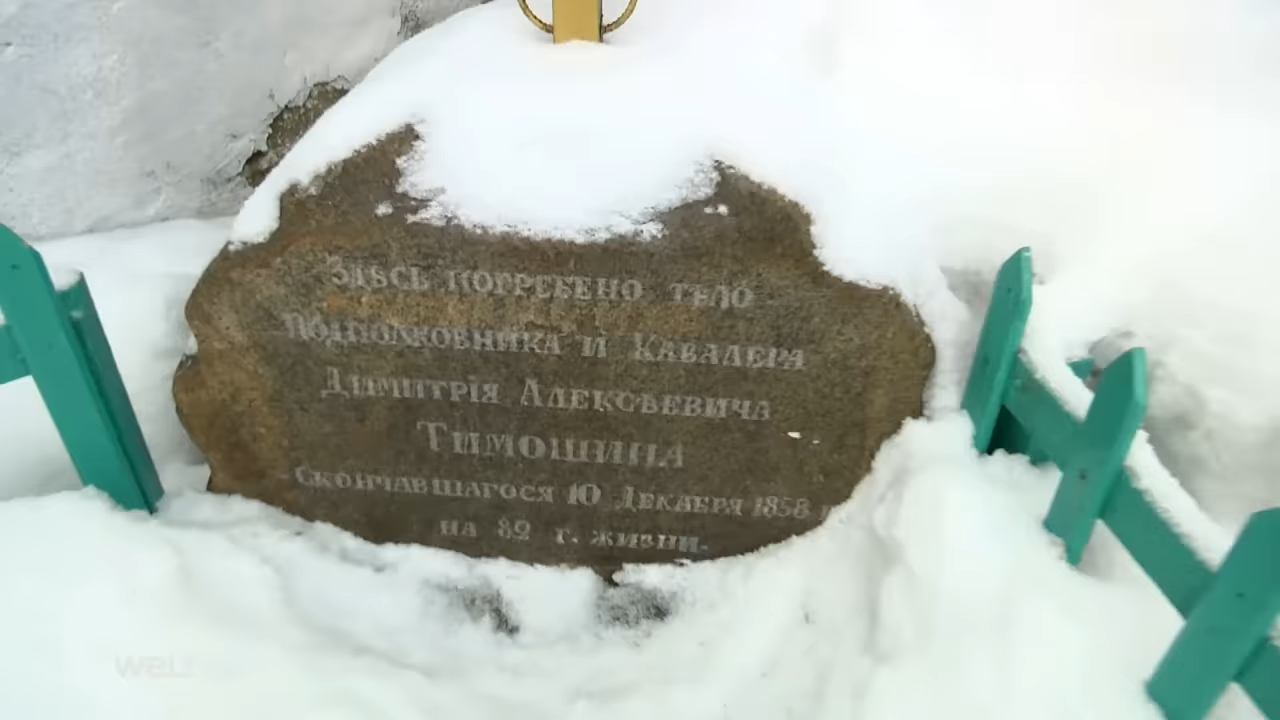 Здѣсь погребено тѣло
Подполковника и Кавалера
Димитрія Алексѣевича
Тимошина
Скончавшагося 10 Декабря 1858 г.
на 82 г. жизни.